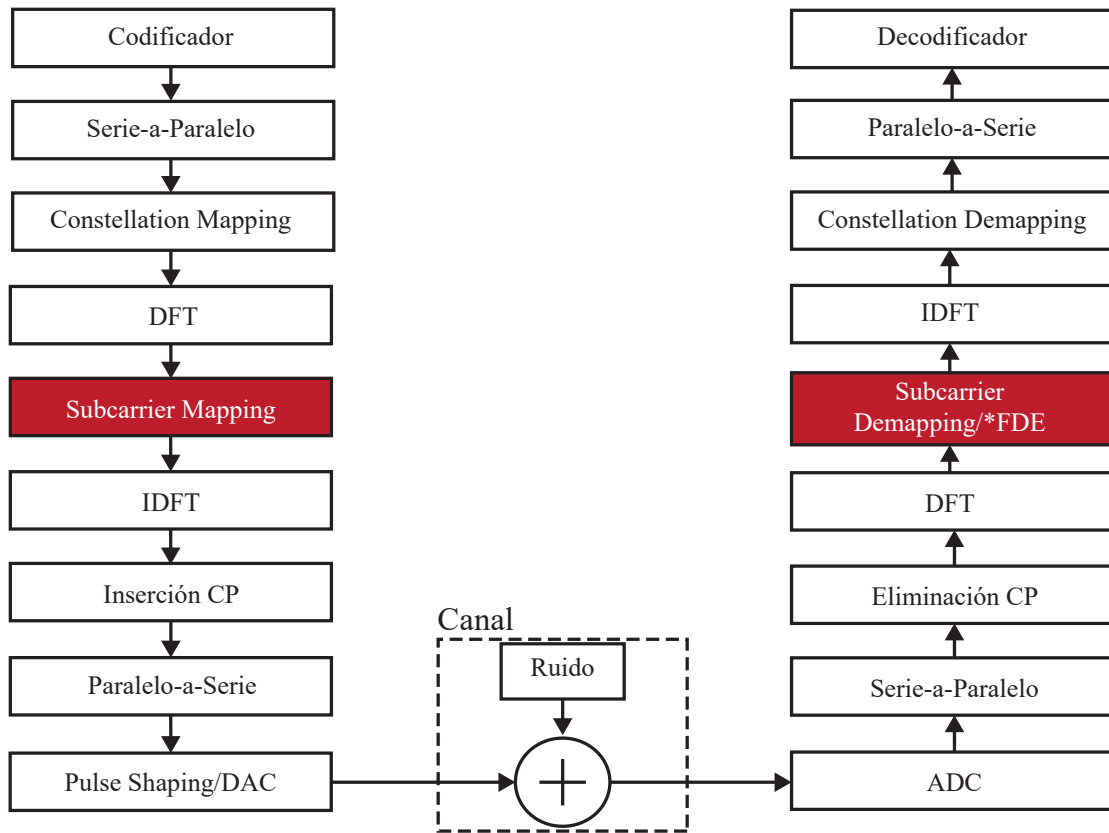 Codificador
Serie-a-Paralelo
Constellation Mapping
DFT
Subcarrier Mapping
IDFT
Inserción CP
Paralelo-a-Serie
Pulse Shaping/DAC
Canal
Ruido
Decodificador
Paralelo-a-Serie
Constellation Demapping
IDFT
Subcarrier
Demapping/*FDE
DFT
Eliminación CP
Serie-a-Paralelo
ADC